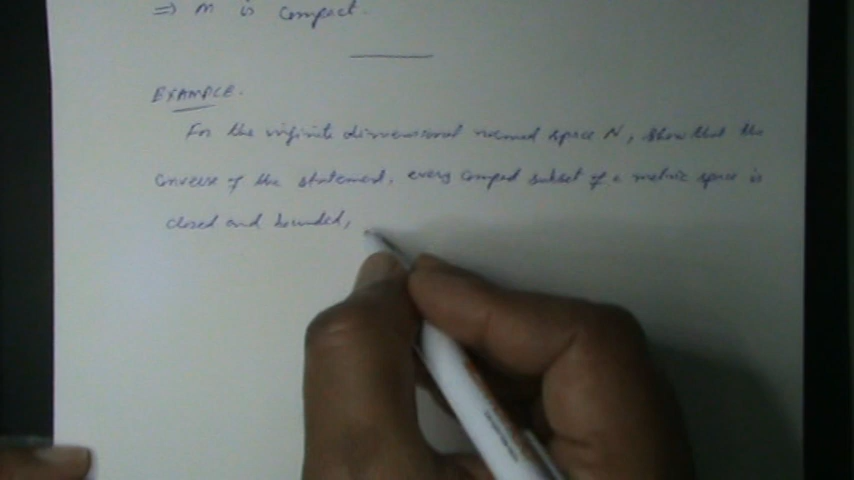 ⇒ M is compact.
EXAMPLE.
For the infinite dimensional normed space N, show that the
converse of the statement, every compact subset of a metric space is
closed and bounded,